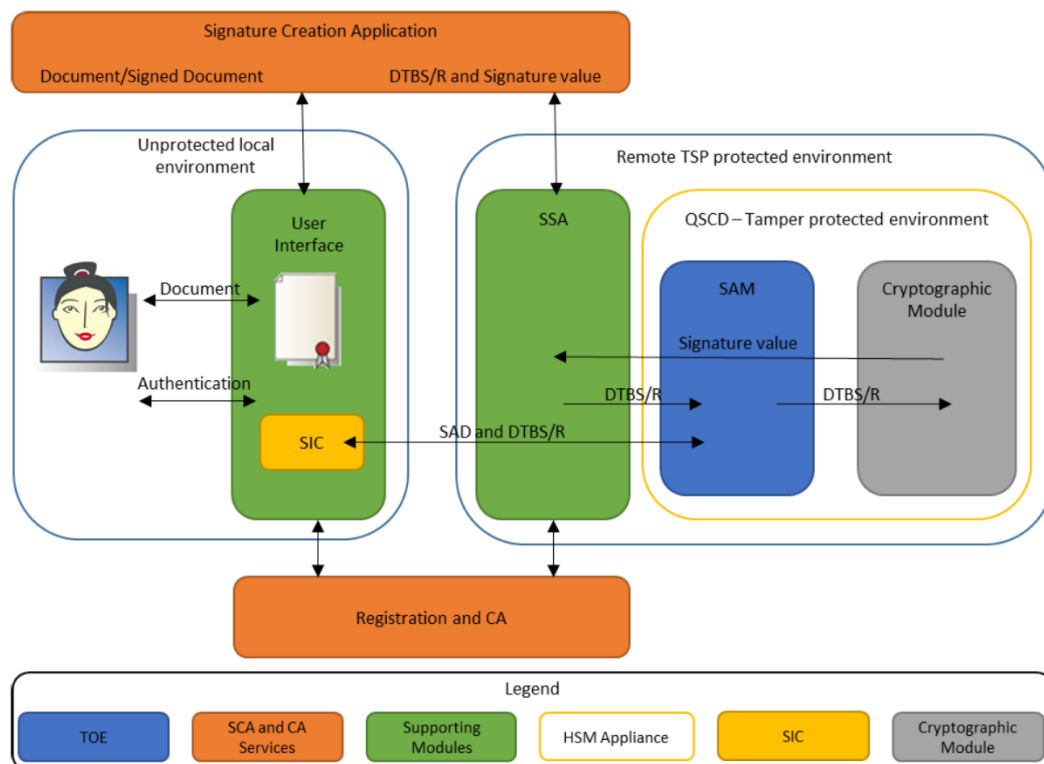 Signature Creation Application
Document/Signed Document
DTBS/R and Signature value
Unprotected local
environment
Remote TSP protected environment
User
Interface
SSA
QSCD – Tamper protected environment
SAM
Cryptographic
Module
Document
Signature value
Authentication
DTBS/R
DTBS/R
SIC
SAD and DTBS/R
Registration and CA
Legend
TOE
SCA and CA
Services
Supporting
Modules
HSM Appliance
SIC
Cryptographic
Module